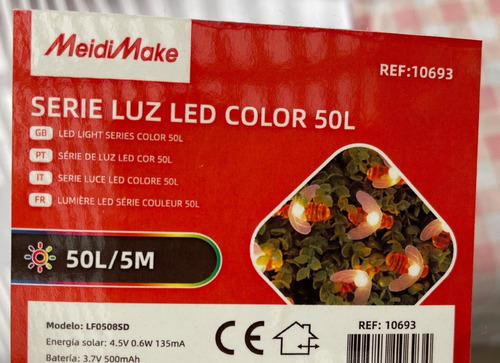 MeidiMake
REF:10693
SERIE LUZ LED COLOR 50L
GB LED LIGHT SERIES COLOR 50L
PT SÉRIE DE LUZ LED COR 50L
IT SERIE LUCE LED COLORE 50L
FR LUMIÈRE LED SÉRIE COULEUR 50L
50L/5M
Modelo: LF0508SD
Energía solar: 4.5V 0.6W 135mA
Batería: 3.7V 500mAh
CE
REF: 10693